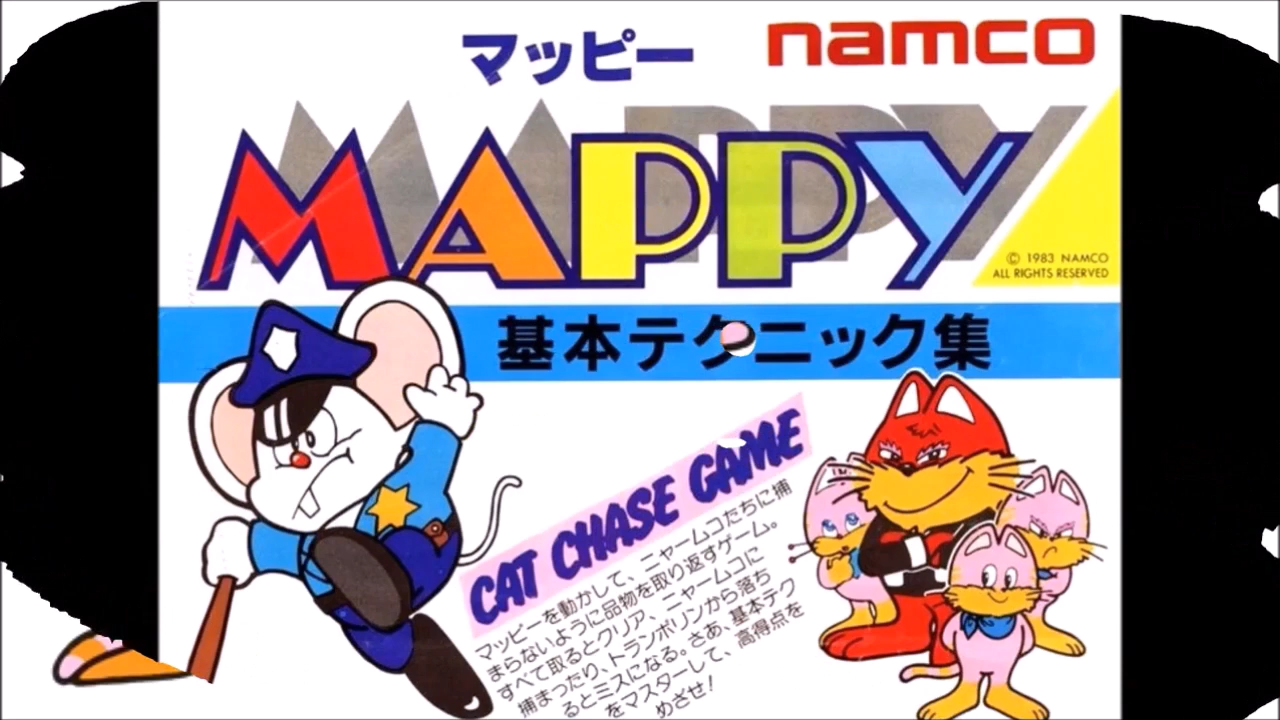 マッピー
namco
MAPPY
© 1983 NAMCO
ALL RIGHTS RESERVED
基本テクニック集
CAT CHASE GAME
マッピーを動かして、ニャームコたちに捕
まらないように品物を取り返すゲーム。
すべて取るとクリア、ニャームコに
捕まったり、トランポリンから落ち
るとミスになる。さあ、基本テク
をマスターして、高得点を
めざせ!